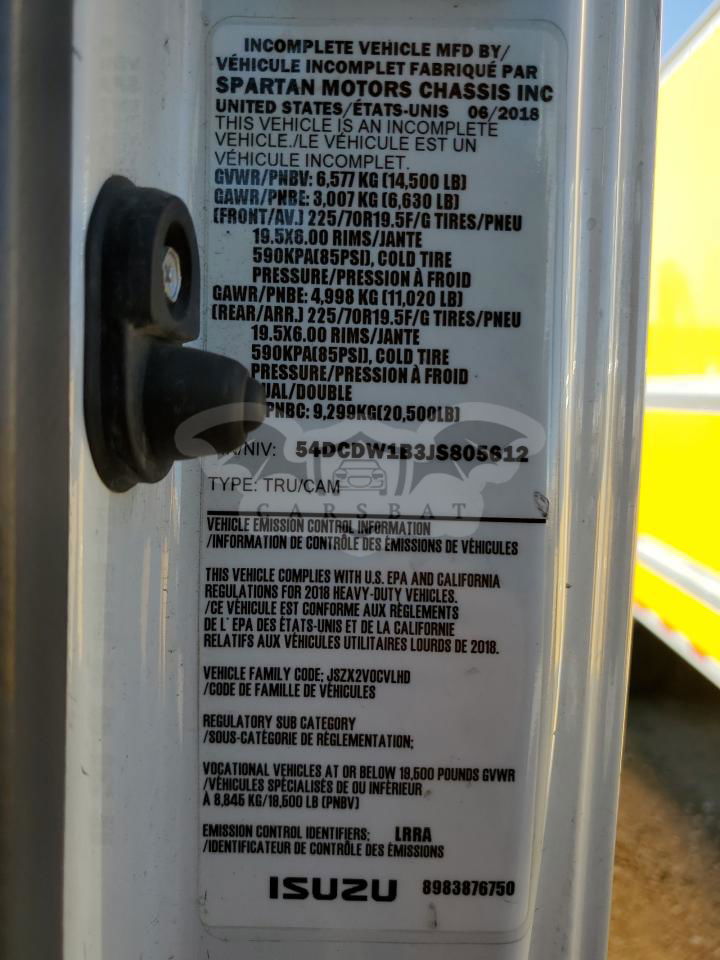 INCOMPLETE VEHICLE MFD BY/
VÉHICULE INCOMPLET FABRIQUÉ PAR
SPARTAN MOTORS CHASSIS INC
UNITED STATES/ÉTATS-UNIS 06/2018
THIS VEHICLE IS AN INCOMPLETE
VEHICLE./LE VÉHICULE EST UN
VÉHICULE INCOMPLET.
GVWR/PNBV: 6,577 KG (14,500 LB)
GAWR/PNBE: 3,007 KG (6,630 LB)
(FRONT/AV.) 225/70R19.5F/G TIRES/PNEU
19.5X6.00 RIMS/JANTE
590KPA(85PSI), COLD TIRE
PRESSURE/PRESSION À FROID
GAWR/PNBE: 4,998 KG (11,020 LB)
(REAR/ARR.) 225/70R19.5F/G TIRES/PNEU
19.5X6.00 RIMS/JANTE
590KPA(85PSI), COLD TIRE
PRESSURE/PRESSION À FROID
UAL/DOUBLE
PNBC: 9,299KG(20,500LB)
/NIV: 54DCDW1B3JS805612
TYPE: TRU/CAM
CARSBAT
VEHICLE EMISSION CONTROL INFORMATION
/INFORMATION DE CONTRÔLE DES ÉMISSIONS DE VÉHICULES
THIS VEHICLE COMPLIES WITH U.S. EPA AND CALIFORNIA
REGULATIONS FOR 2018 HEAVY-DUTY VEHICLES.
/CE VÉHICULE EST CONFORME AUX RÈGLEMENTS
DE L' EPA DES ÉTATS-UNIS ET DE LA CALIFORNIE
RELATIFS AUX VÉHICULES UTILITAIRES LOURDS DE 2018.
VEHICLE FAMILY CODE; JSZX2VOCVLHD
/CODE DE FAMILLE DE VÉHICULES
REGULATORY SUB CATEGORY
/SOUS-CATÉGORIE DE RÈGLEMENTATION;
VOCATIONAL VEHICLES AT OR BELOW 19,500 POUNDS GVWR
/VÉHICULES SPÉCIALISÉS DE OU INFÉRIEUR
À 8,845 KG/19,500 LB (PNBV)
EMISSION CONTROL IDENTIFIERS; LRRA
/IDENTIFICATEUR DE CONTRÔLE DES ÉMISSIONS
ISUZU 8983876750